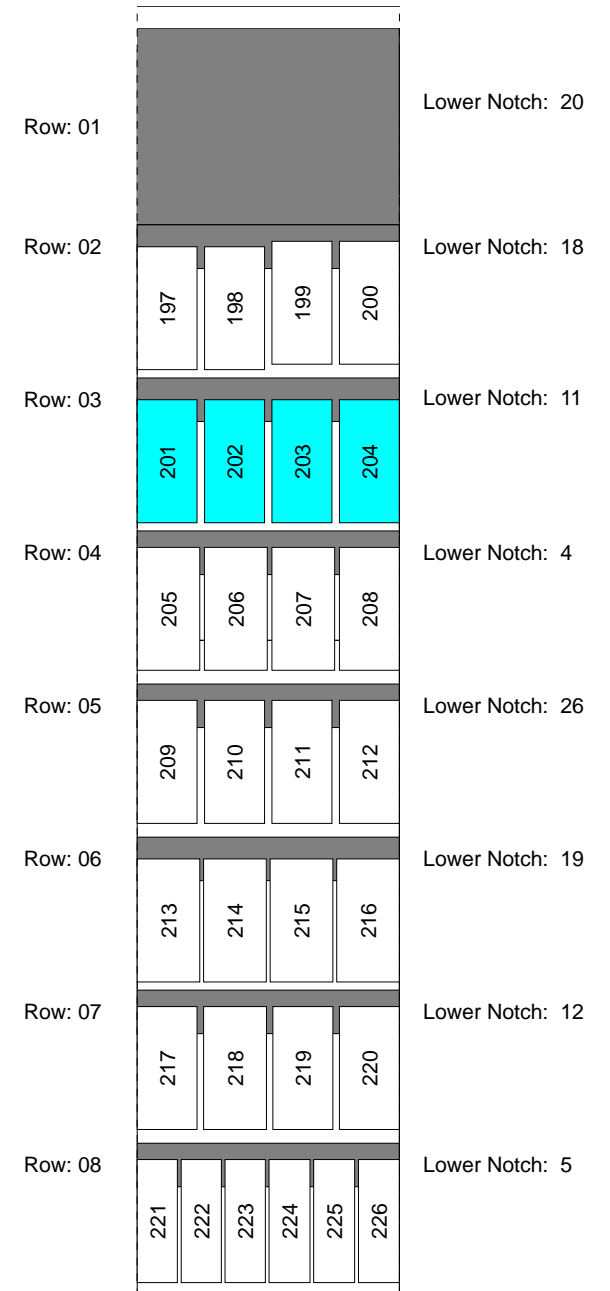 Lower Notch: 20
Row: 01
Row: 02
Lower Notch: 18
197
198
199
200
Row: 03
Lower Notch: 11
201
202
203
204
Row: 04
Lower Notch: 4
205
206
207
208
Row: 05
Lower Notch: 26
209
210
211
212
Row: 06
Lower Notch: 19
213
214
215
216
Row: 07
Lower Notch: 12
217
218
219
220
Row: 08
Lower Notch: 5
221
222
223
224
225
226